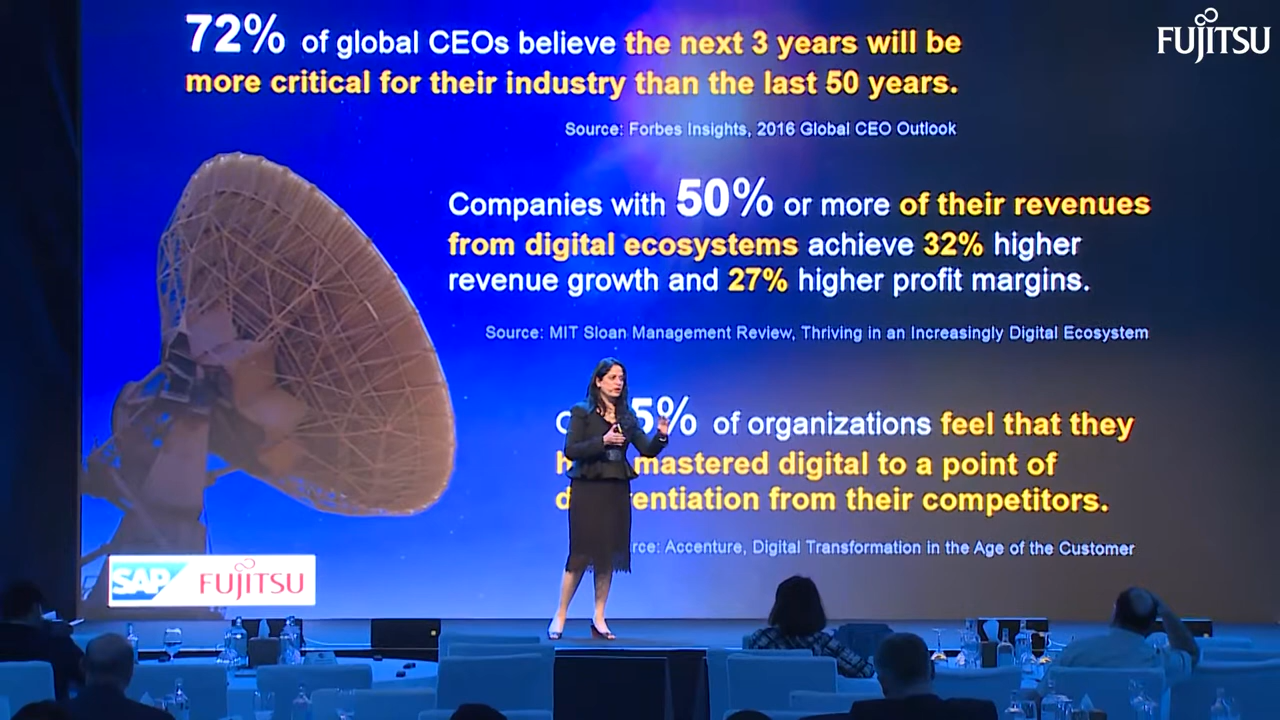 FUJITSU
72% of global CEOs believe the next 3 years will be
more critical for their industry than the last 50 years.
Source: Forbes Insights, 2016 Global CEO Outlook
Companies with 50% or more of their revenues
from digital ecosystems achieve 32% higher
revenue growth and 27% higher profit margins.
Source: MIT Sloan Management Review, Thriving in an Increasingly Digital Ecosystem
5% of organizations feel that they
mastered digital to a point of
from their competitors.
Accenture, Digital Transformation in the Age of the Customer
SAP FUJITSU